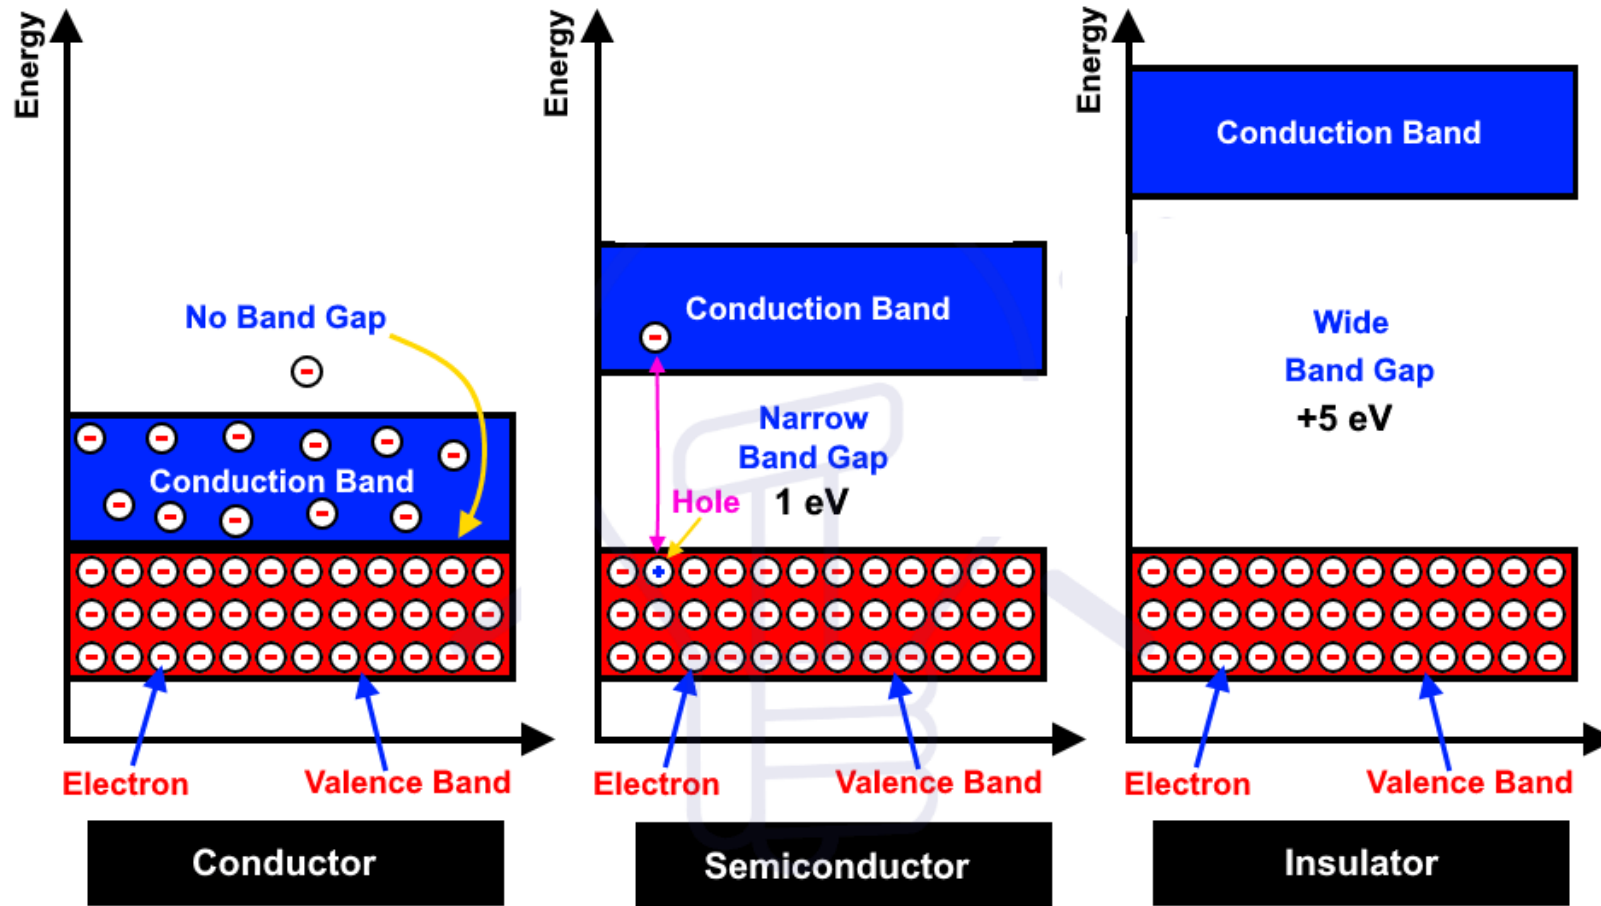 Energy
No Band Gap
Conduction Band
Electron
Valence Band
Conductor
Energy
Conduction Band
Narrow
Band Gap
Hole
1 eV
Electron
Valence Band
Semiconductor
Energy
Conduction Band
Wide
Band Gap
+5 eV
Electron
Valence Band
Insulator